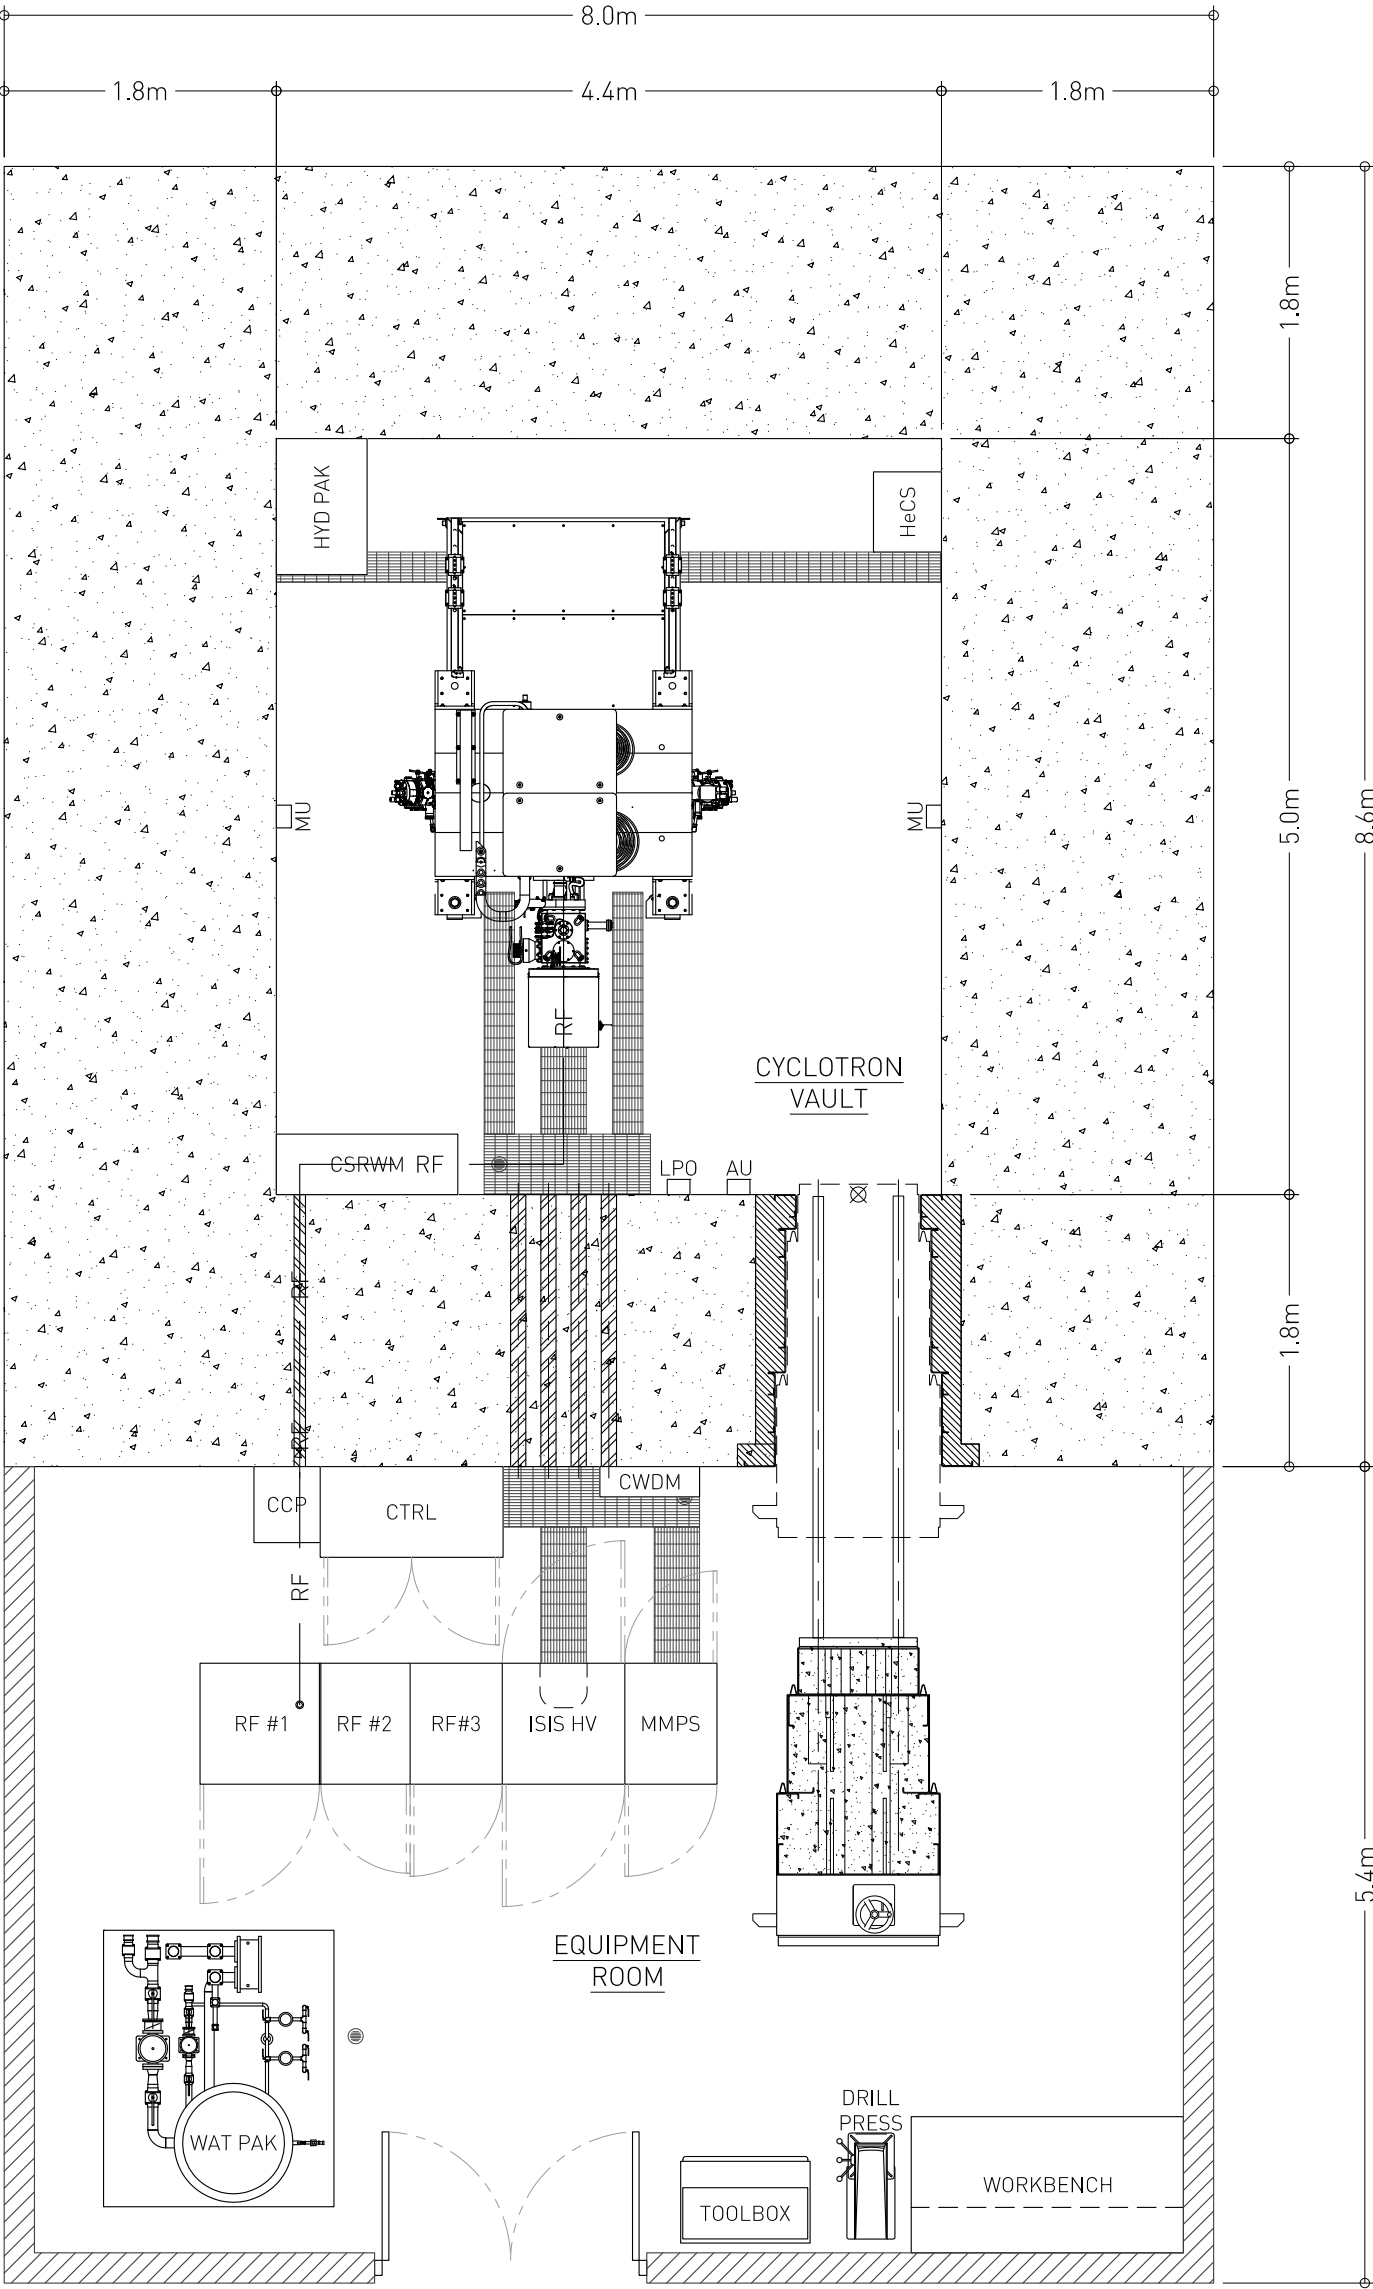 8.0m
1.8m
4.4m
1.8m
1.8m
HYD PAK
HeCS
MU
MU
5.0m
8.6m
RF
CYCLOTRON
VAULT
CSRWM RF
LPO
AU
RF
1.8m
RF
CCP
CTRL
CWDM
RF
RF #1
RF #2
RF#3
ISIS HV
MMPS
5.4m
EQUIPMENT
ROOM
DRILL
PRESS
WAT PAK
TOOLBOX
WORKBENCH